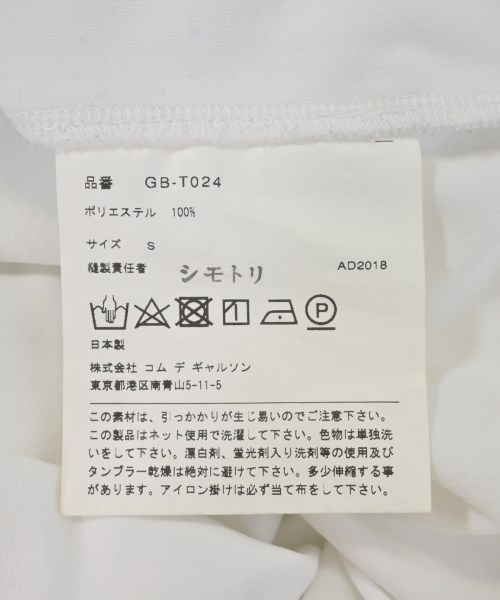 品番 GB-T024
ポリエステル 100%
サイズ S
縫製責任者 シモトリ AD2018
P
日本製
株式会社 コム デ ギャルソン
東京都港区南青山5-11-5
この素材は、引っかかりが生じ易いのでご注意下さい。
この製品はネット使用で洗濯して下さい。色物は単独洗
いをして下さい。漂白剤、蛍光剤入り洗剤等の使用及び
タンブラー乾燥は絶対に避けて下さい。多少伸縮する事
があります。アイロン掛けは必ず当て布をして下さい。